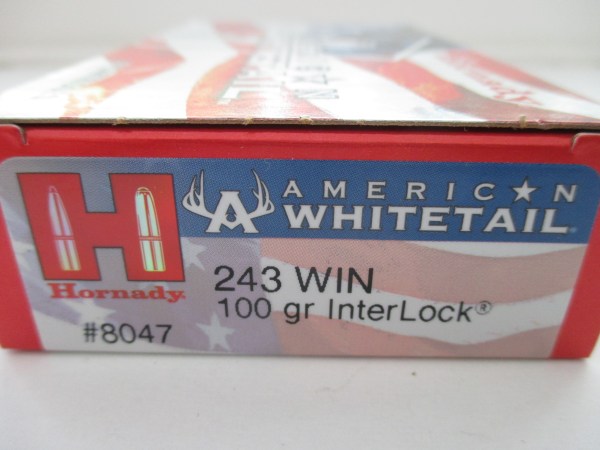 AMERIC★N
WHITETAIL
H
Hornady
243 WIN
100 gr InterLock®
#8047